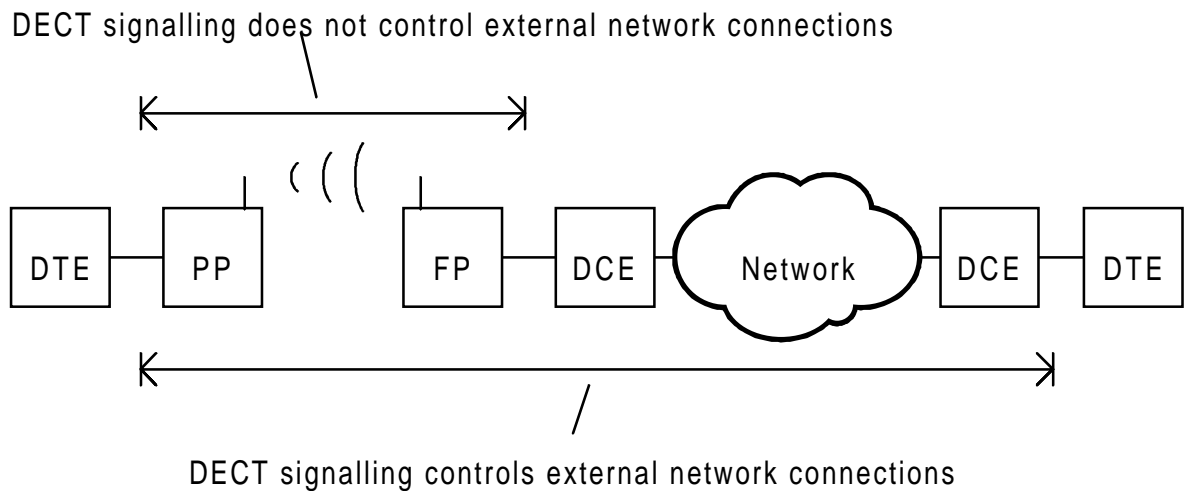 DECT signalling does not control external network connections
DTE PP FP DCE Network DCE DTE
DECT signalling controls external network connections